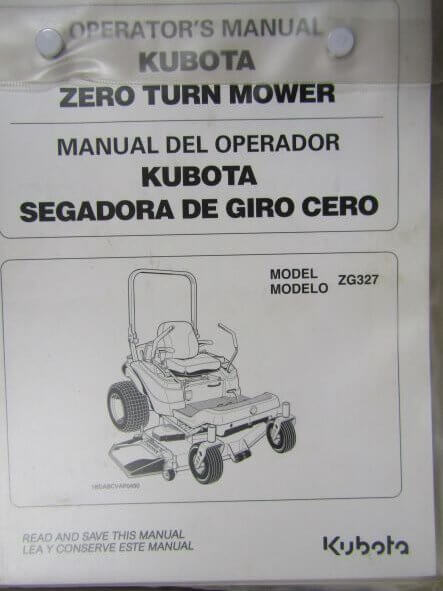 OPERATOR'S MANUAL
KUBOTA
ZERO TURN MOWER
MANUAL DEL OPERADOR
KUBOTA
SEGADORA DE GIRO CERO
MODEL
MODELO ZG327
1BDABCVAP0490
READ AND SAVE THIS MANUAL
LEA Y CONSERVE ESTE MANUAL
Kubota